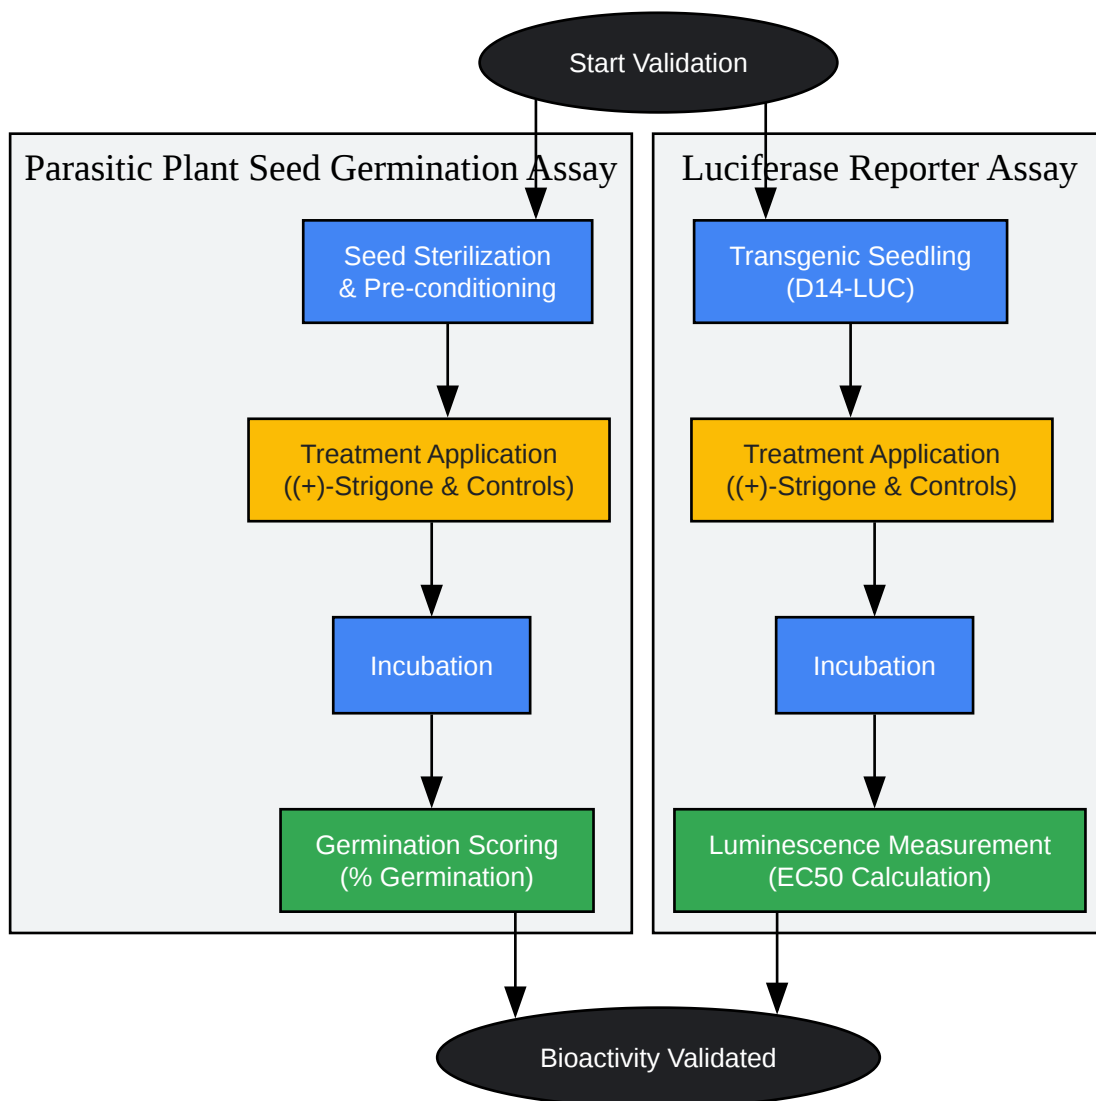 Start Validation
Parasitic Plant Seed Germination Assay
Seed Sterilization
& Pre-conditioning
Treatment Application
((+)-Strigone & Controls)
Incubation
Germination Scoring
(% Germination)
Luciferase Reporter Assay
Transgenic Seedling
(D14-LUC)
Treatment Application
((+)-Strigone & Controls)
Incubation
Luminescence Measurement
(EC50 Calculation)
Bioactivity Validated